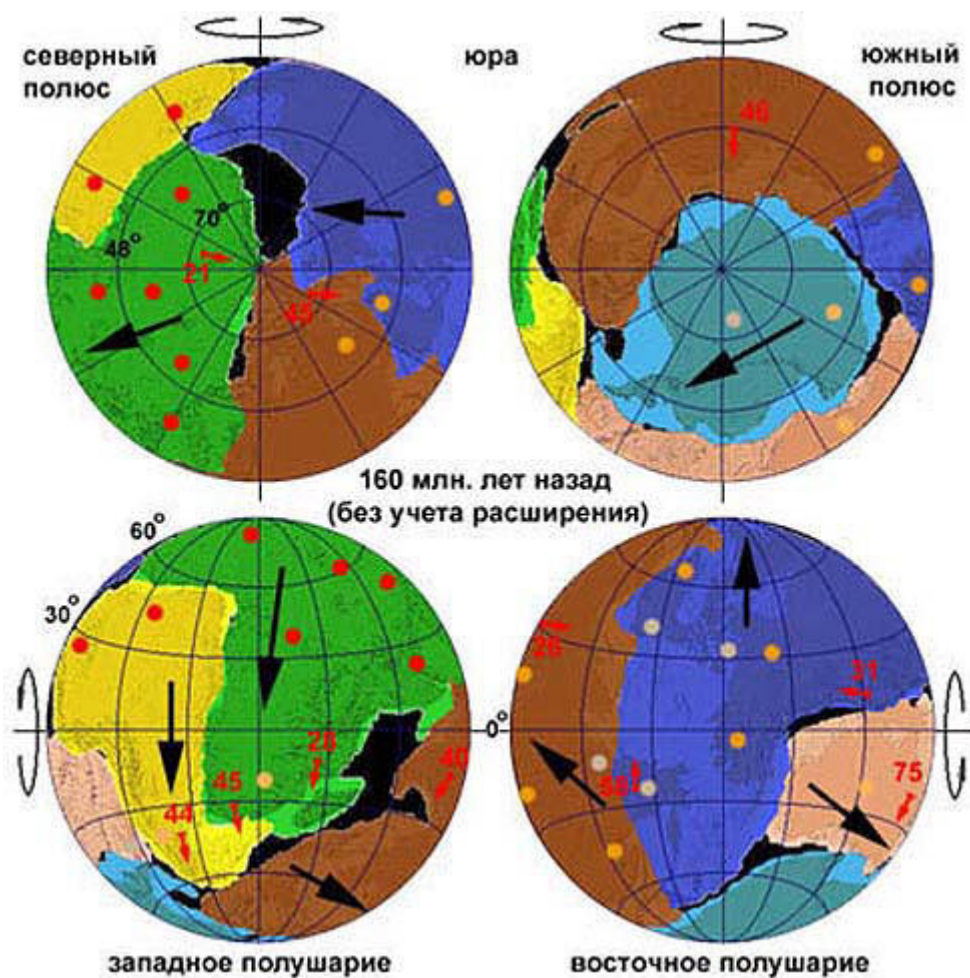 северный
полюс
юра
южный
полюс
46
70°
48°
21
45
160 млн. лет назад
(без учета расширения)
60°
30°
26
31
0°
28
40
45
58
75
44
западное полушарие
восточное полушарие